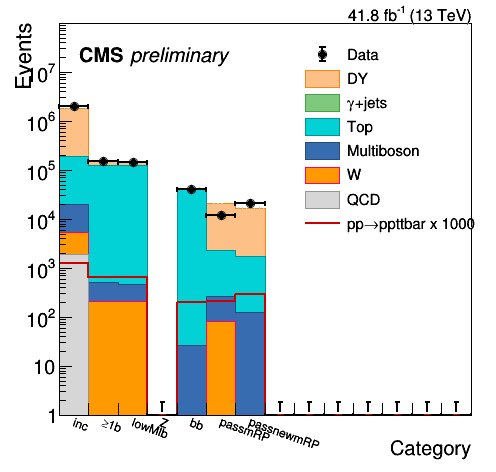 41.8 fb⁻¹ (13 TeV)
Events
CMS preliminary
Data
DY
γ+jets
Top
Multiboson
W
QCD
pp→ppttbar x 1000
10⁷
10⁶
10⁵
10⁴
10³
10²
10
1
inc
≥1b
lowMlb
Z
bb
passmRP
passnewmRP
Category